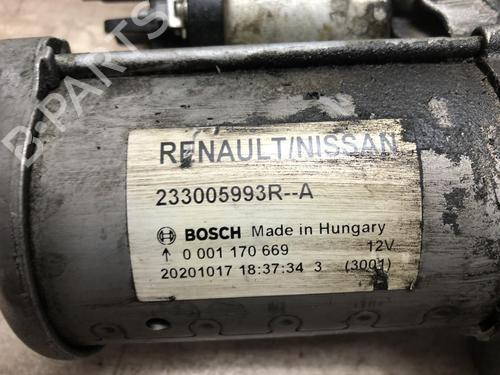 RENAULT/NISSAN
233005993R--A
BOSCH Made in Hungary
↑ 0 001 170 669 12V
20201017 18:37:34 3 (3001)
B-PARTS